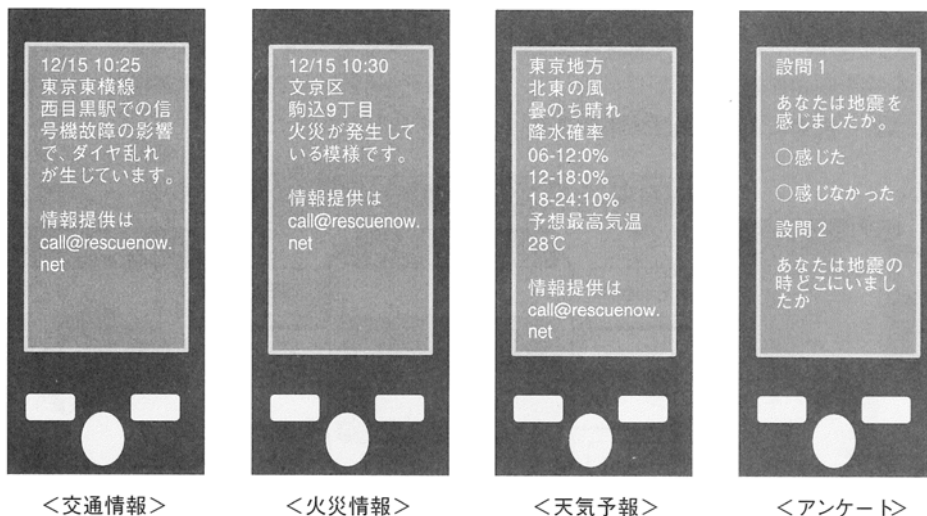 12/15 10:25
東京東横線
西目黒駅での信
号機故障の影響
で、ダイヤ乱れ
が生じています。
情報提供は
call@rescuenow.
net
<交通情報>
12/15 10:30
文京区
駒込9丁目
火災が発生して
いる模様です。
情報提供は
call@rescuenow.
net
<火災情報>
東京地方
北東の風
曇のち晴れ
降水確率
06-12:0%
12-18:0%
18-24:10%
予想最高気温
28℃
情報提供は
call@rescuenow.
net
<天気予報>
設問1
あなたは地震を
感じましたか。
○感じた
○感じなかった
設問2
あなたは地震の
時どこにいまし
たか
<アンケート>